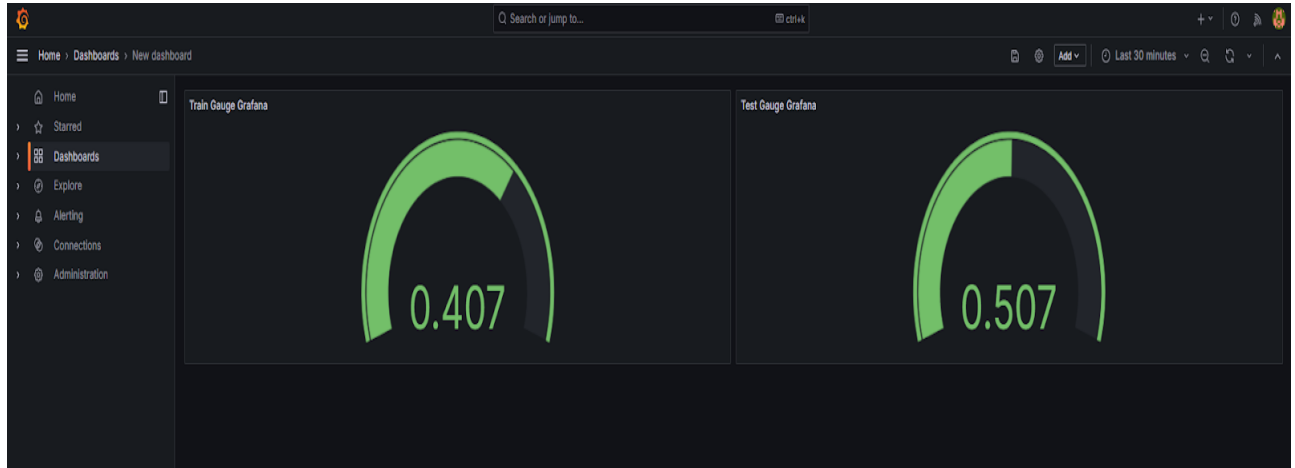 Search or jump to... ctrl+k
Home › Dashboards › New dashboard Add Last 30 minutes
Home
Starred
Dashboards
Explore
Alerting
Connections
Administration
Train Gauge Grafana
0.407
Test Gauge Grafana
0.507